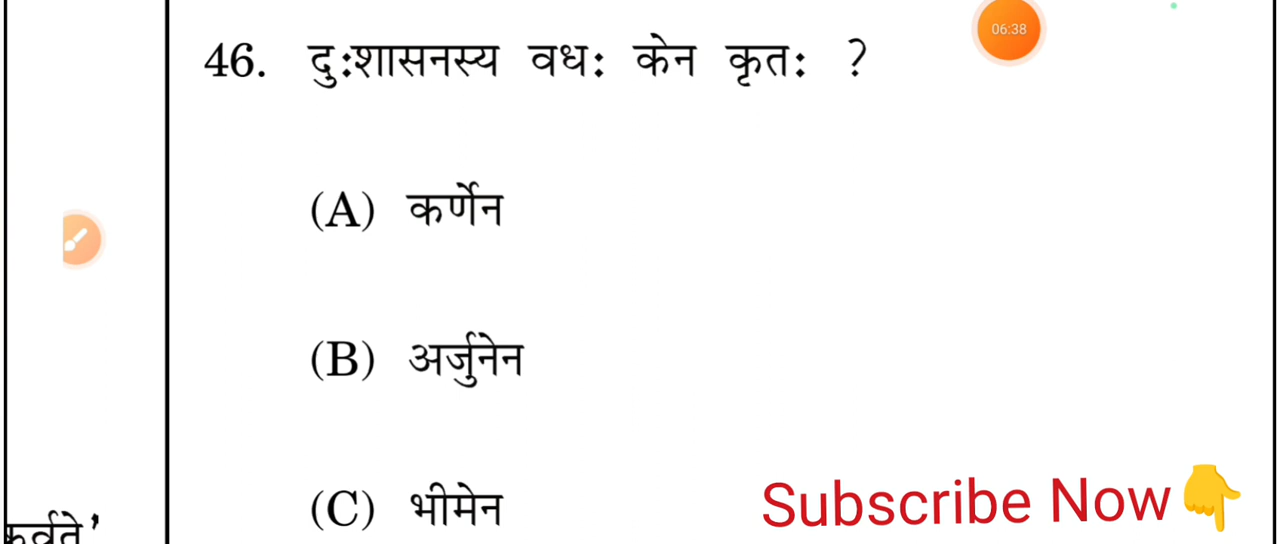 06:38
46. दुःशासनस्य वधः केन कृतः ?
(A) कर्णेन
(B) अर्जुनेन
(C) भीमेन
Subscribe Now